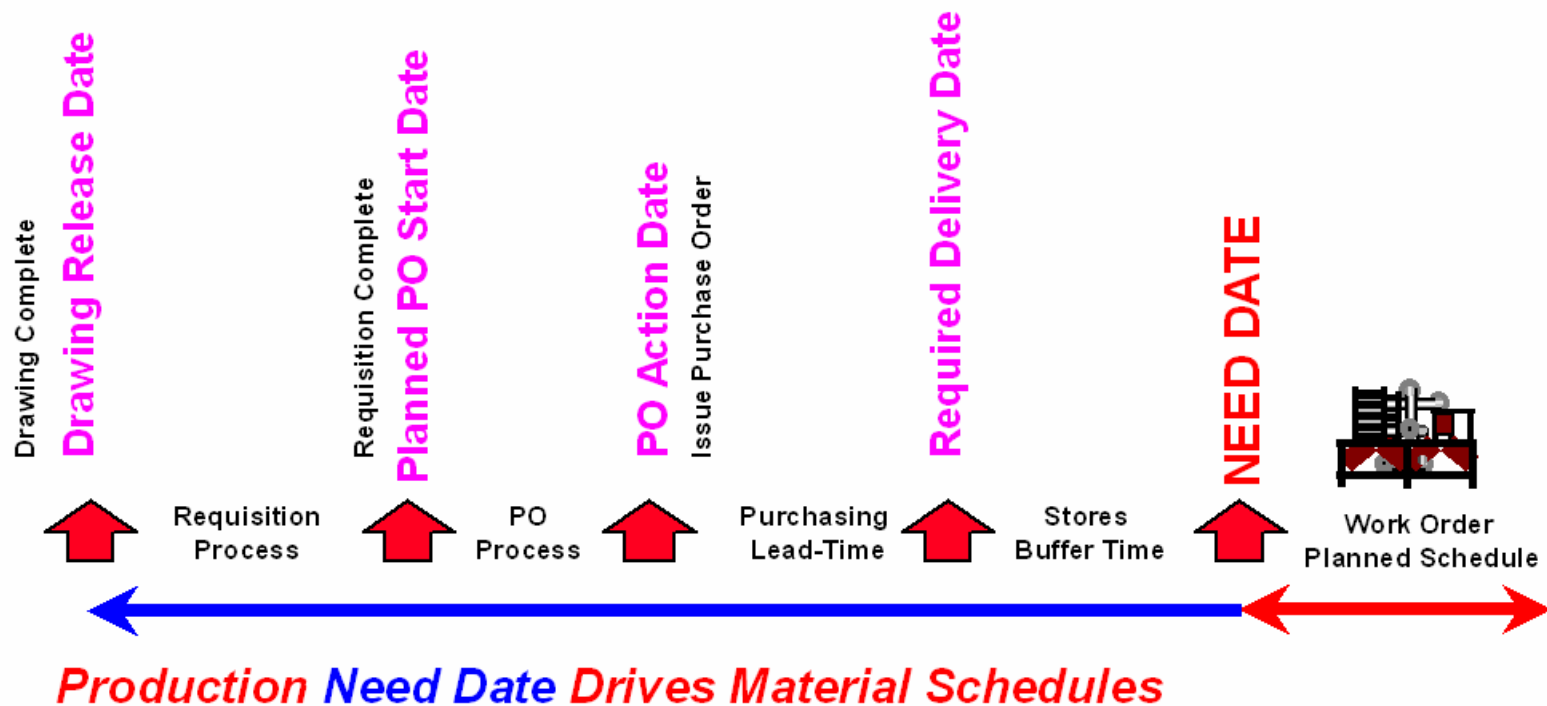 Drawing Complete
Drawing Release Date
Requisition Complete
Planned PO Start Date
PO Action Date
Issue Purchase Order
Required Delivery Date
NEED DATE
Requisition
Process
PO
Process
Purchasing
Lead-Time
Stores
Buffer Time
Work Order
Planned Schedule
Production Need Date Drives Material Schedules